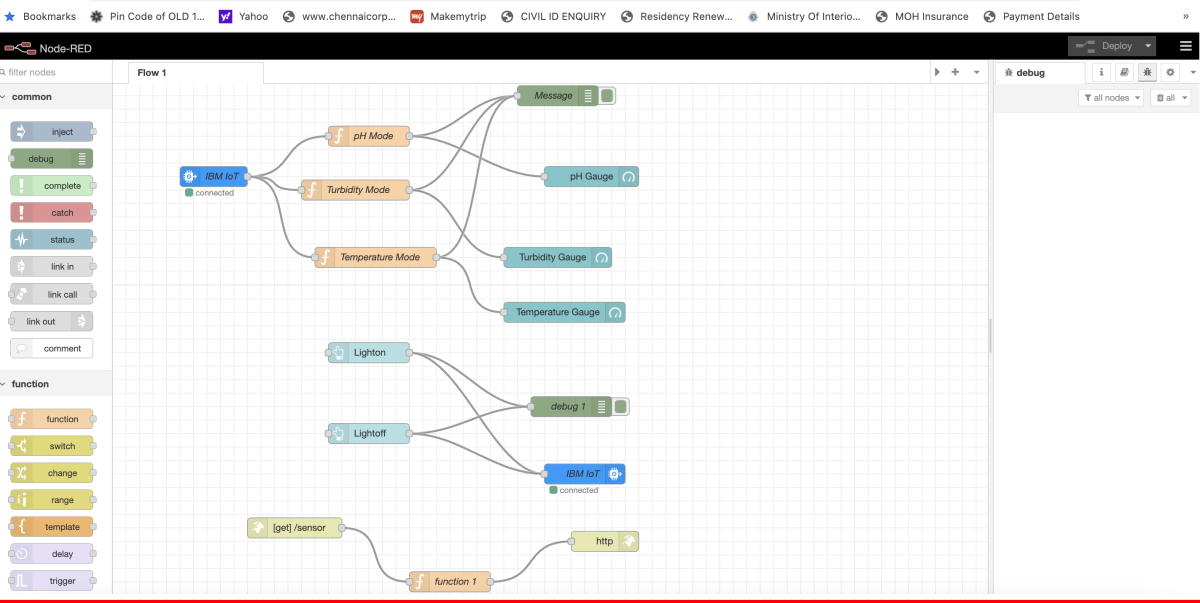 Bookmarks Pin Code of OLD 1... Yahoo www.chennaicorp... Makemytrip CIVIL ID ENQUIRY Residency Renew... Ministry Of Interio... MOH Insurance Payment Details »
Node-RED Deploy
filter nodes Flow 1 debug
common
all nodes all
inject
debug
complete
catch
status
link in
link call
link out
comment
function
function
switch
change
range
template
delay
trigger
Message
pH Mode
IBM IoT
connected
pH Gauge
Turbidity Mode
Temperature Mode
Turbidity Gauge
Temperature Gauge
Lighton
debug 1
Lightoff
IBM IoT
connected
[get] /sensor
http
function 1